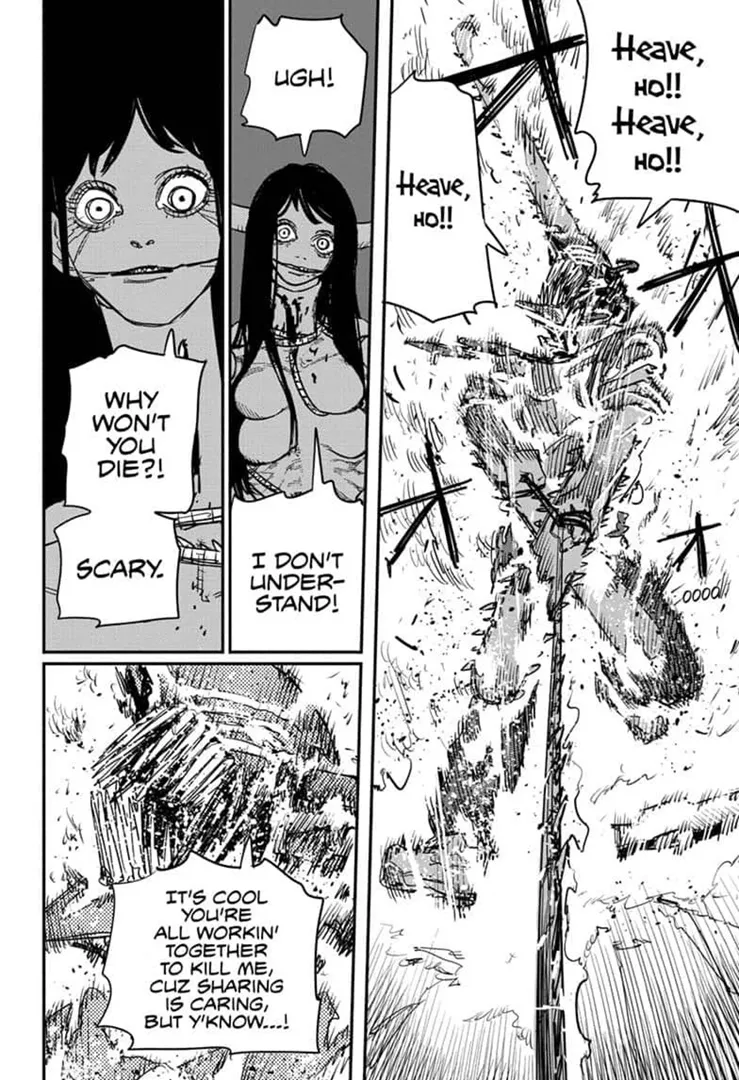 Heave,
ho!!
Heave,
ho!!
Heave,
ho!!
oooo
UGH!
I DON'T
UNDER-
STAND!
WHY
WON'T
YOU
DIE?!
SCARY.
IT'S COOL
YOU'RE
ALL WORKIN'
TOGETHER
TO KILL ME,
CUZ SHARING
IS CARING,
BUT Y'KNOW...!